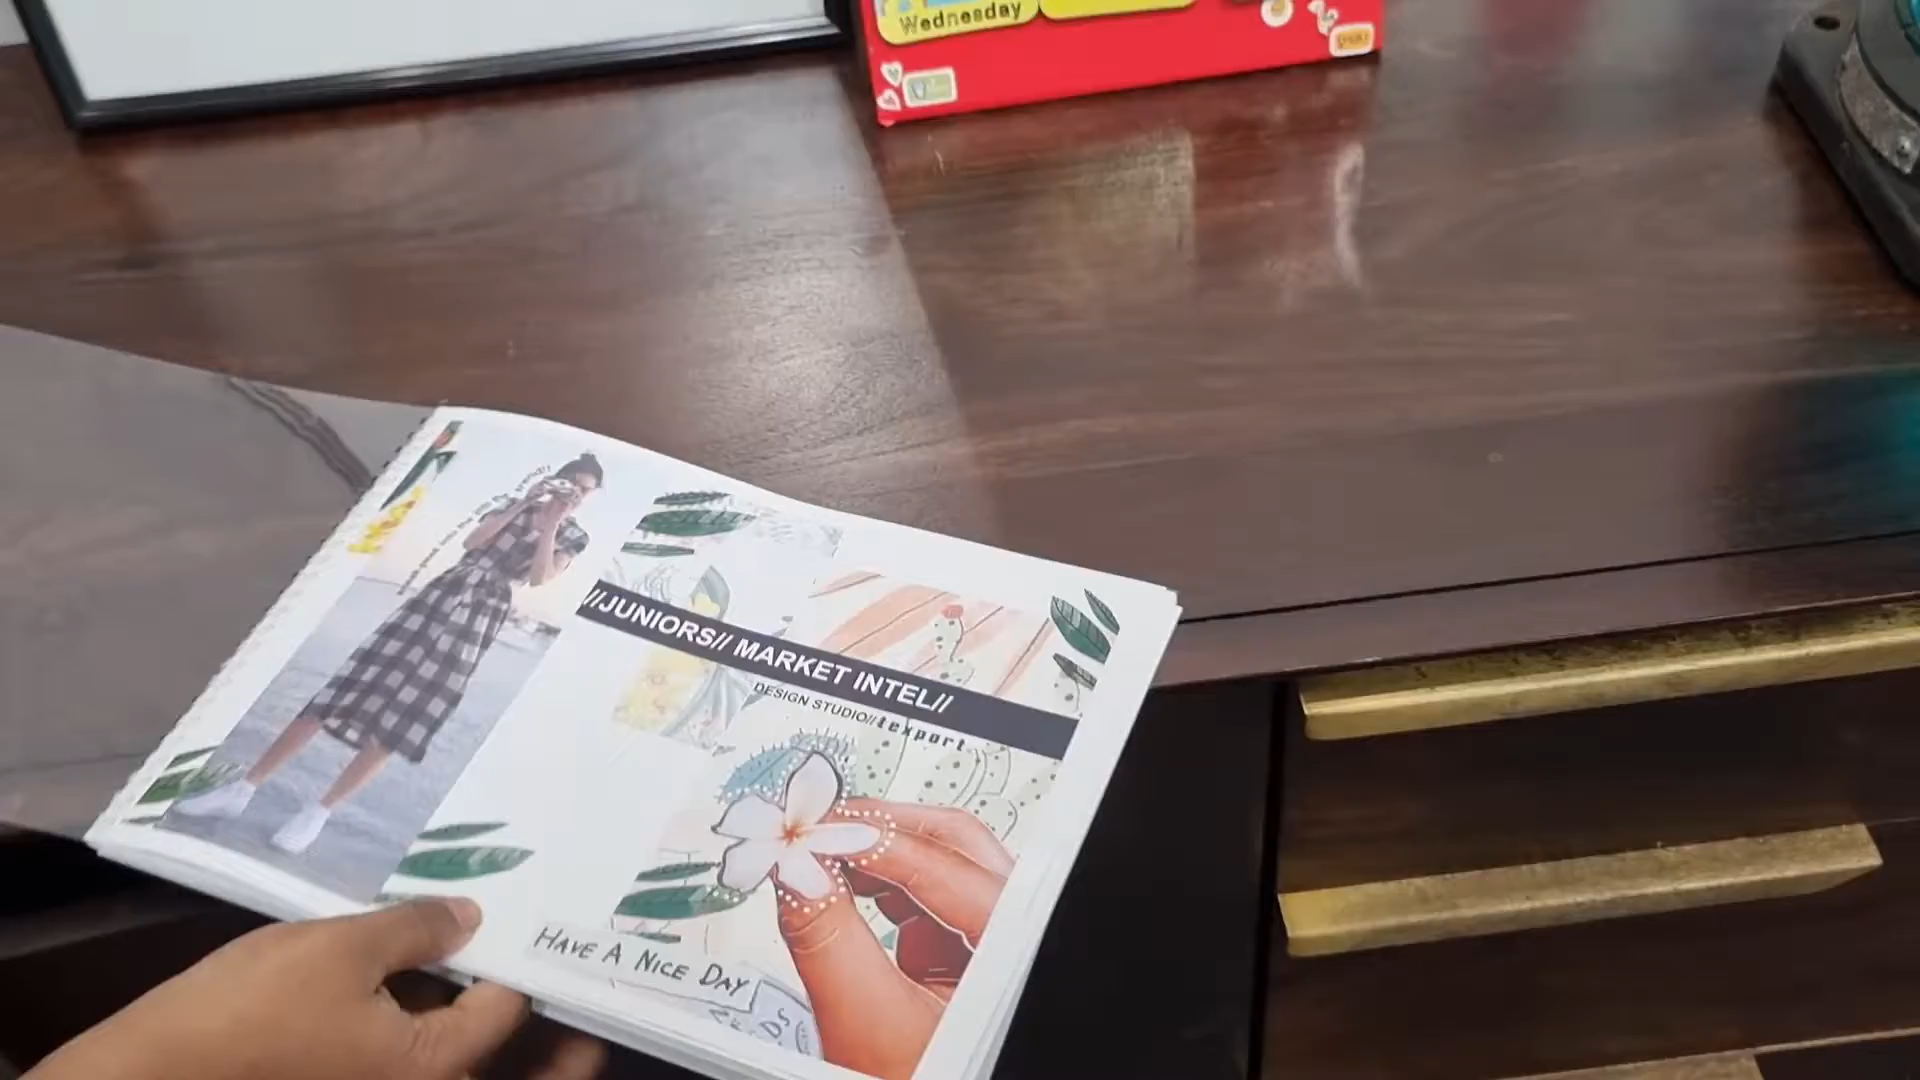 Wednesday
//JUNIORS// MARKET INTEL//
DESIGN STUDIO//texport
HAVE A NICE DAY